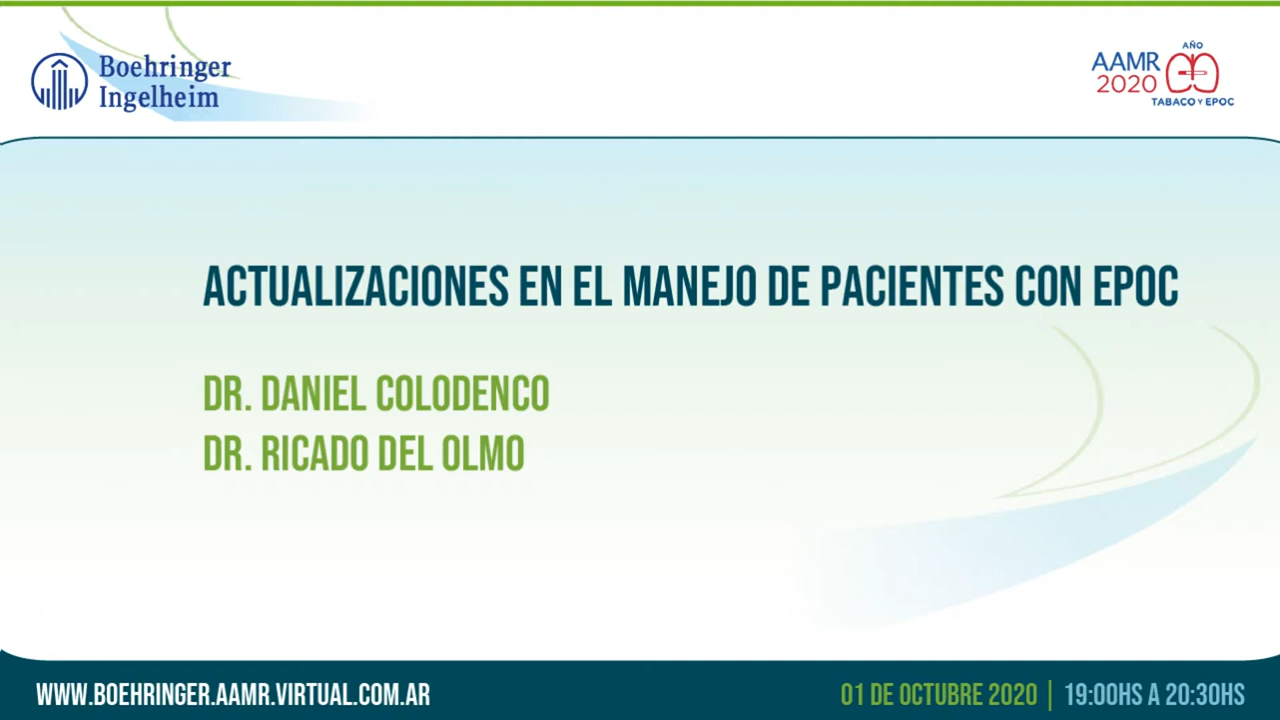 Boehringer
Ingelheim
AÑO
AAMR
2020
TABACO Y EPOC
ACTUALIZACIONES EN EL MANEJO DE PACIENTES CON EPOC
DR. DANIEL COLODENCO
DR. RICADO DEL OLMO
WWW.BOEHRINGER.AAMR.VIRTUAL.COM.AR
01 DE OCTUBRE 2020 | 19:00HS A 20:30HS